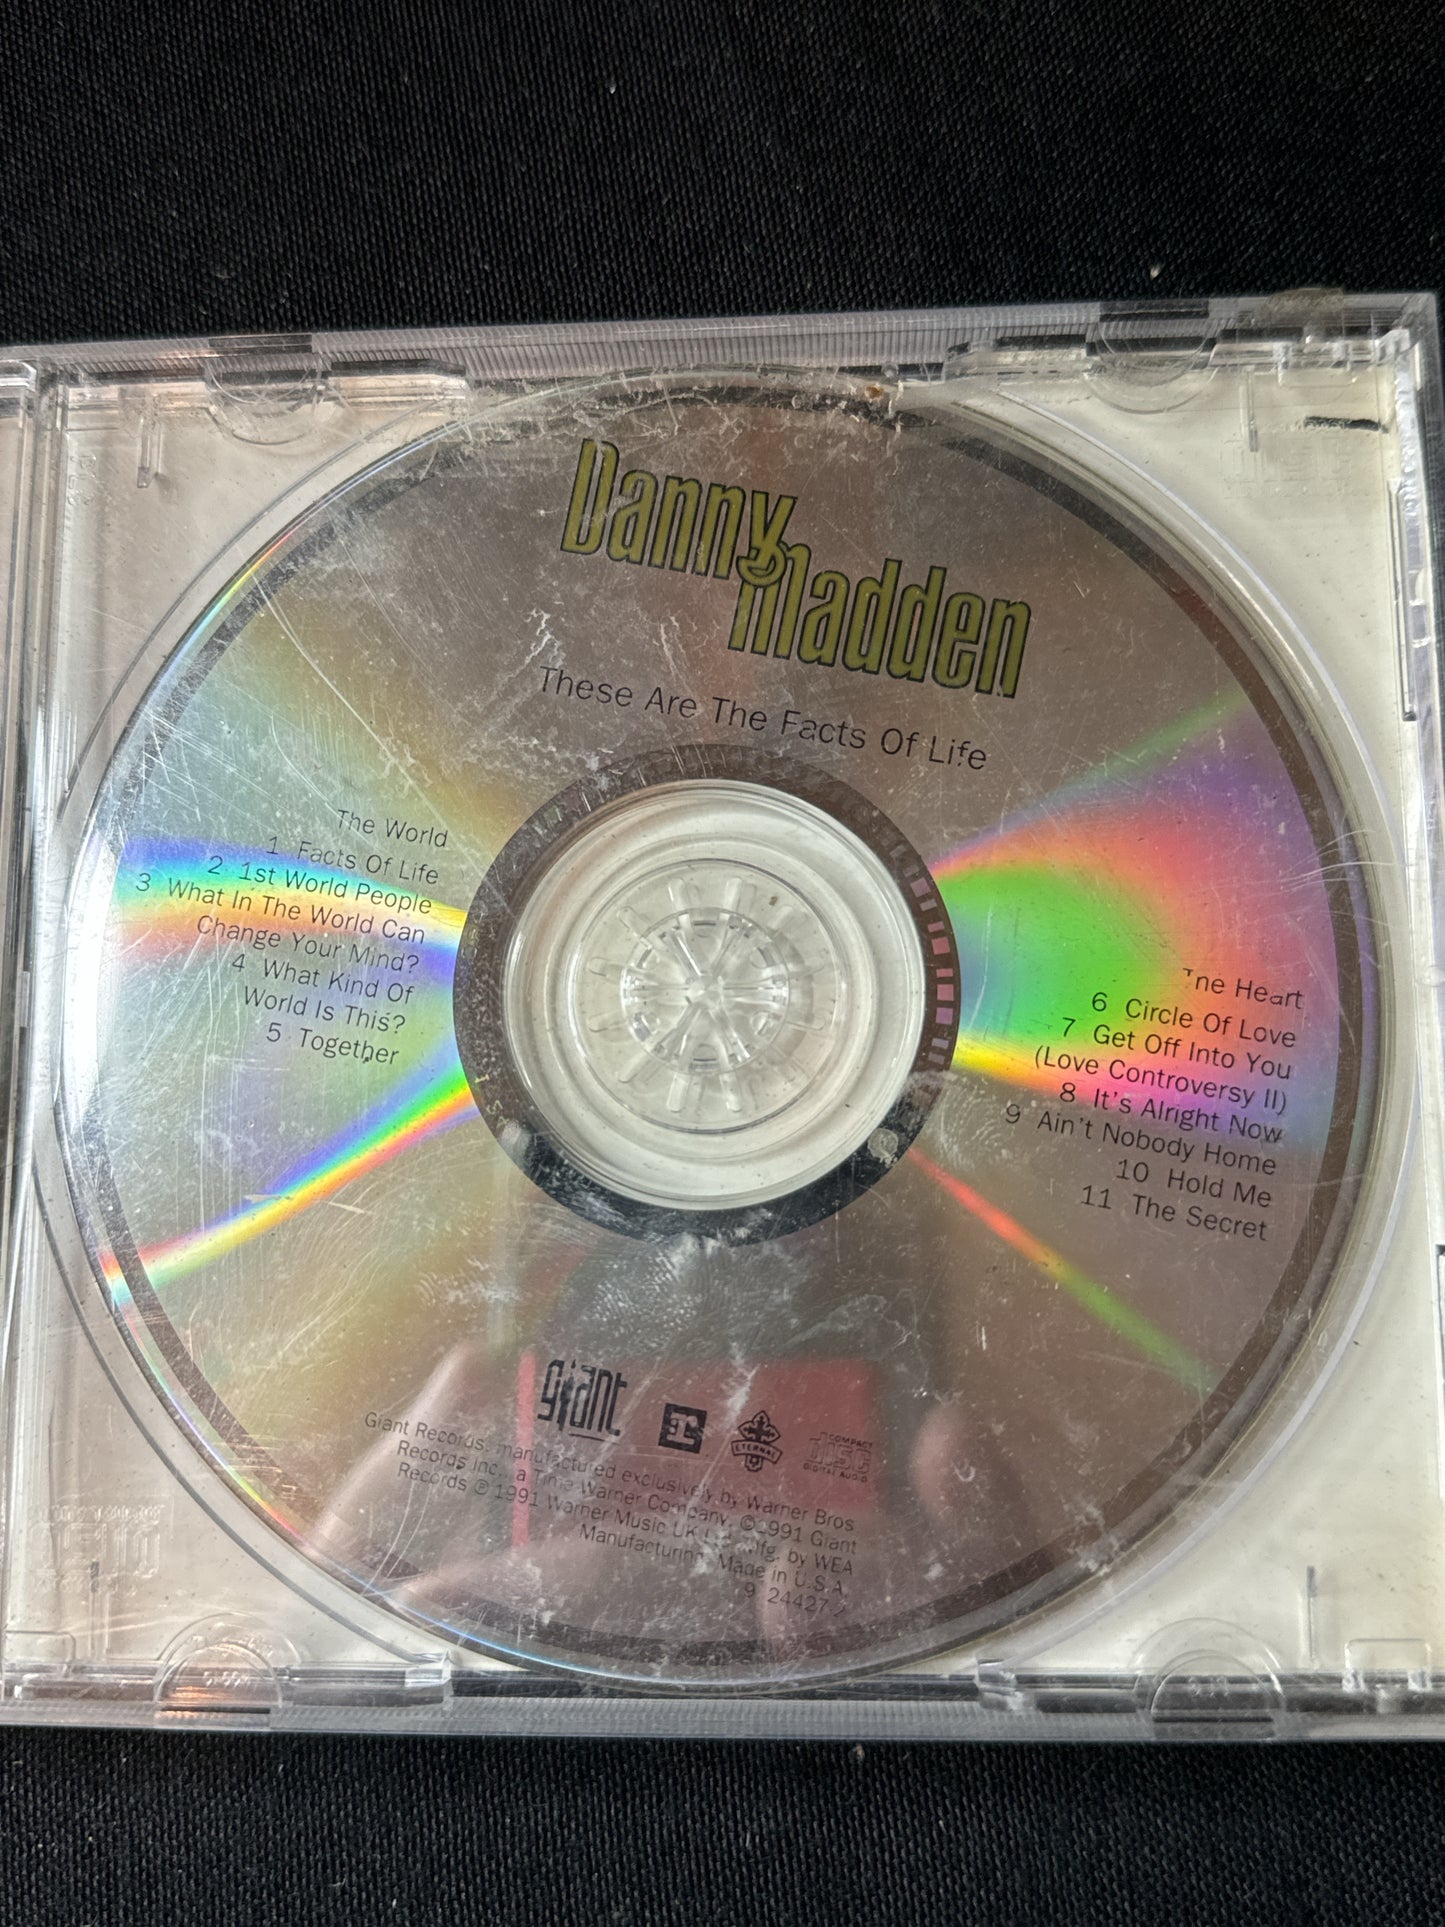 Danny
Madden
These Are The Facts Of Life
The World
1 Facts Of Life
2 1st World People
3 What In The World Can
Change Your Mind?
4 What Kind Of
World Is This?
5 Together
The Heart
6 Circle Of Love
7 Get Off Into You
(Love Controversy II)
8 It's Alright Now
9 Ain't Nobody Home
10 Hold Me
11 The Secret
giant
ETERNAL
COMPACT
disc
DIGITAL AUDIO
Giant Records, manufactured exclusively by Warner Bros
Records Inc., a Time Warner Company. ©1991 Giant
Records ℗ 1991 Warner Music UK Ltd. Mfg. by WEA
Manufacturing. Made in U.S.A.
9 24427-2